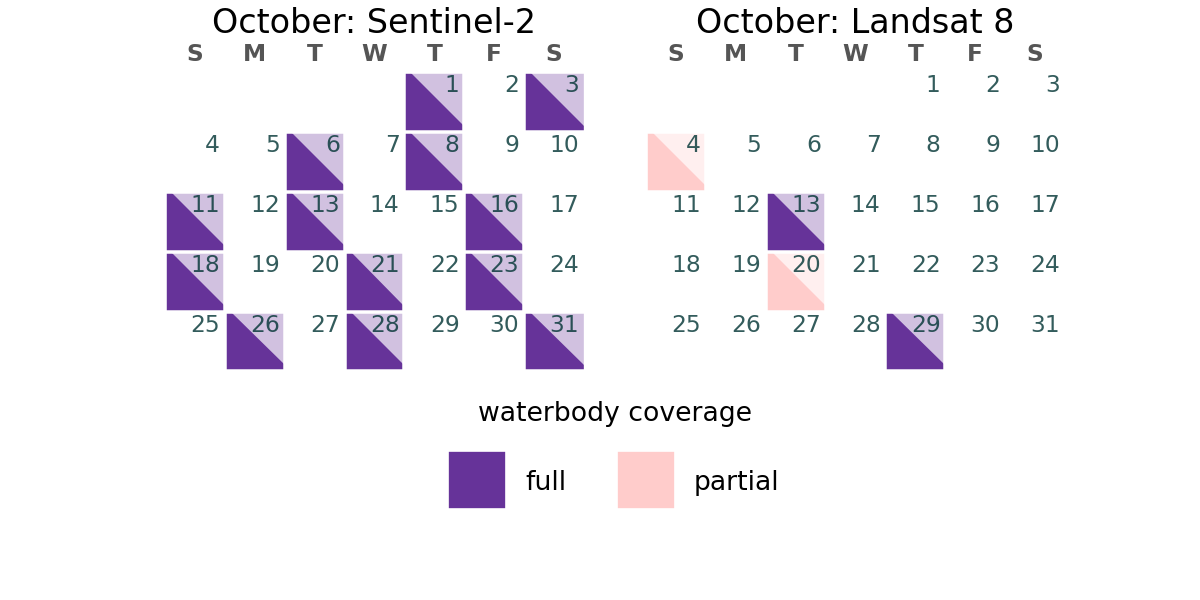 October: Sentinel-2
S M T W T F S
1 2 3
4 5 6 7 8 9 10
11 12 13 14 15 16 17
18 19 20 21 22 23 24
25 26 27 28 29 30 31
October: Landsat 8
S M T W T F S
1 2 3
4 5 6 7 8 9 10
11 12 13 14 15 16 17
18 19 20 21 22 23 24
25 26 27 28 29 30 31
waterbody coverage
full
partial